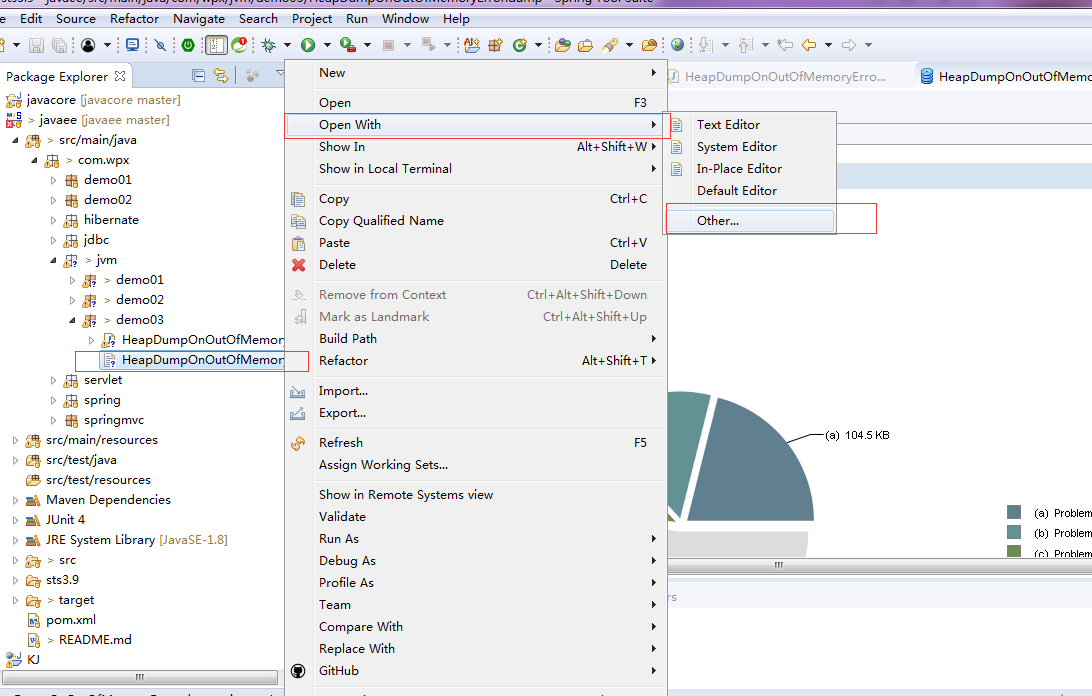 e Edit Source Refactor Navigate Search Project Run Window Help
Package Explorer
javacore [javacore master]
> javaee [javaee master]
> src/main/java
> com.wpx
demo01
demo02
hibernate
jdbc
> jvm
> demo01
> demo02
> demo03
HeapDumpOnOutOfMemor
HeapDumpOnOutOfMemor
servlet
spring
springmvc
src/main/resources
src/test/java
src/test/resources
Maven Dependencies
JUnit 4
JRE System Library [JavaSE-1.8]
> src
sts3.9
> target
pom.xml
> README.md
KJ
New
Open F3
Open With
Show In Alt+Shift+W
Show in Local Terminal
Copy Ctrl+C
Copy Qualified Name
Paste Ctrl+V
Delete Delete
Remove from Context Ctrl+Alt+Shift+Down
Mark as Landmark Ctrl+Alt+Shift+Up
Build Path
Refactor Alt+Shift+T
Import...
Export...
Refresh F5
Assign Working Sets...
Show in Remote Systems view
Validate
Run As
Debug As
Profile As
Team
Compare With
Replace With
GitHub
Text Editor
System Editor
In-Place Editor
Default Editor
Other...
HeapDumpOnOutOfMemoryErro...
HeapDumpOnOutOfMemo
(a) 104.5 KB
(a) Problem
(b) Problem
(c) Problem
rs